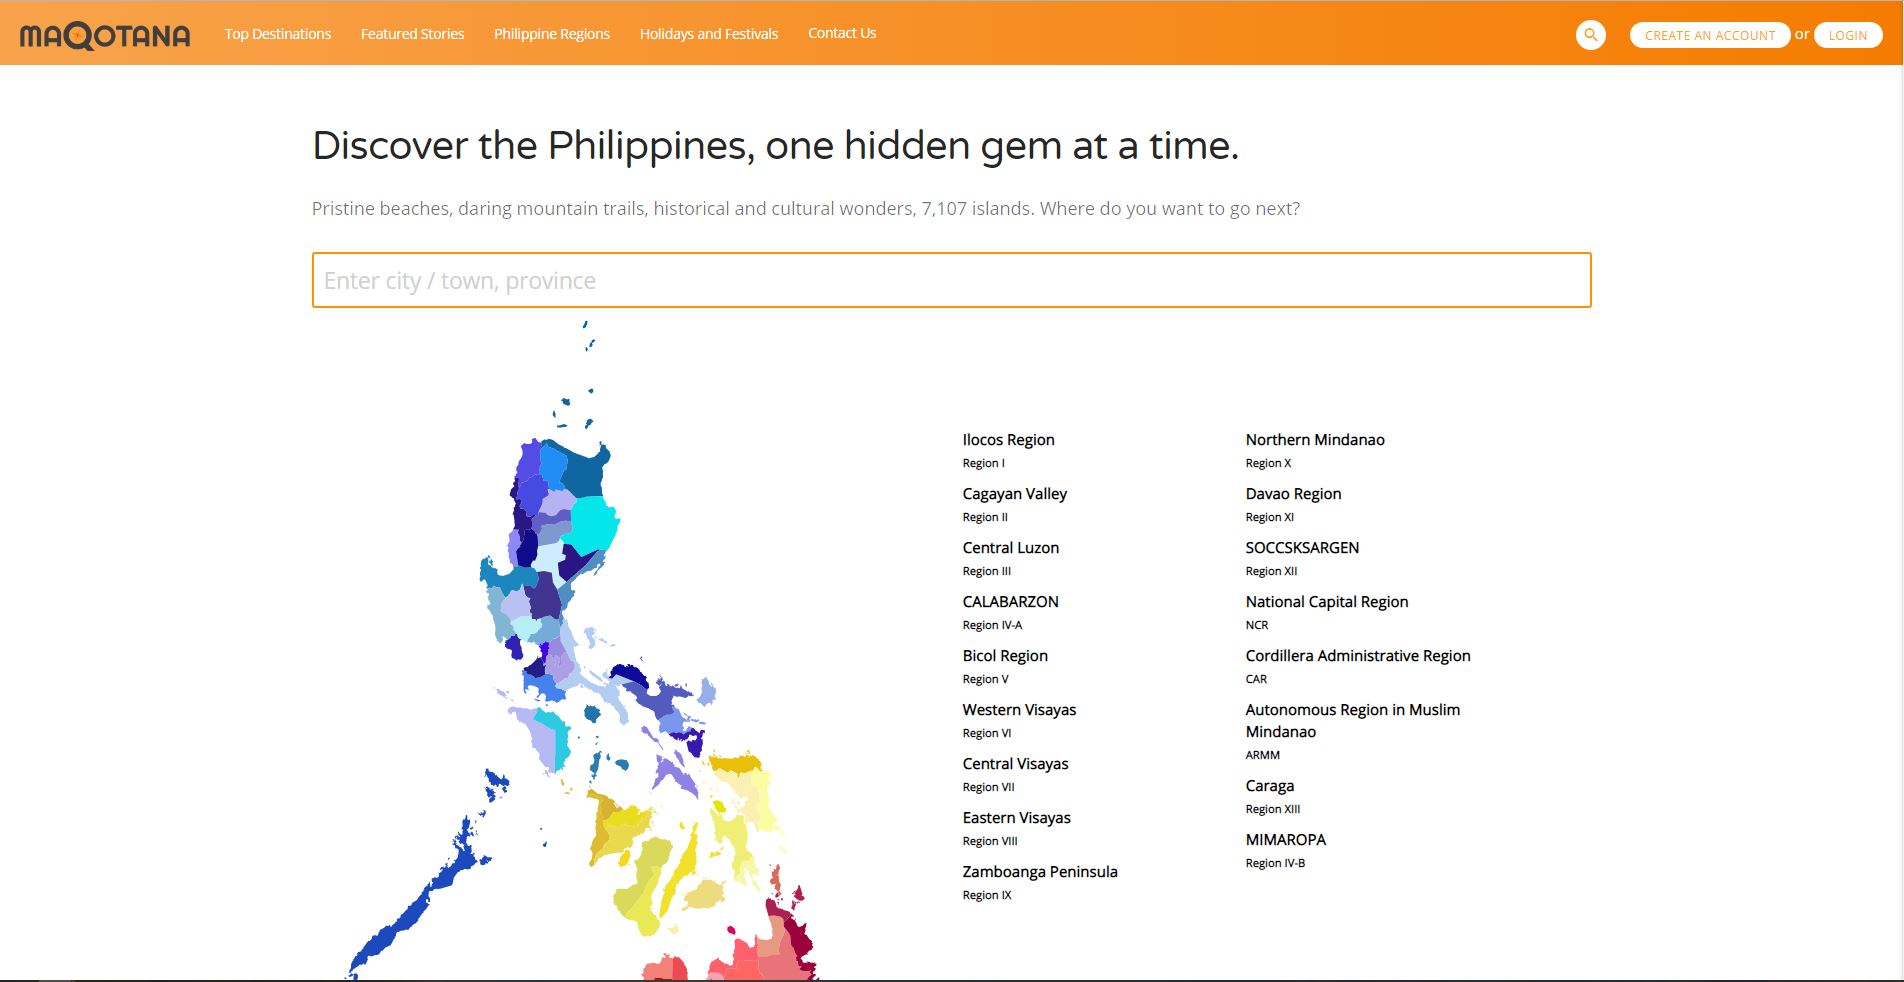 MAQOTANA Top Destinations Featured Stories Philippine Regions Holidays and Festivals Contact Us CREATE AN ACCOUNT or LOGIN
Discover the Philippines, one hidden gem at a time.
Pristine beaches, daring mountain trails, historical and cultural wonders, 7,107 islands. Where do you want to go next?
Enter city / town, province
Ilocos Region
Region I
Cagayan Valley
Region II
Central Luzon
Region III
CALABARZON
Region IV-A
Bicol Region
Region V
Western Visayas
Region VI
Central Visayas
Region VII
Eastern Visayas
Region VIII
Zamboanga Peninsula
Region IX
Northern Mindanao
Region X
Davao Region
Region XI
SOCCSKSARGEN
Region XII
National Capital Region
NCR
Cordillera Administrative Region
CAR
Autonomous Region in Muslim
Mindanao
ARMM
Caraga
Region XIII
MIMAROPA
Region IV-B